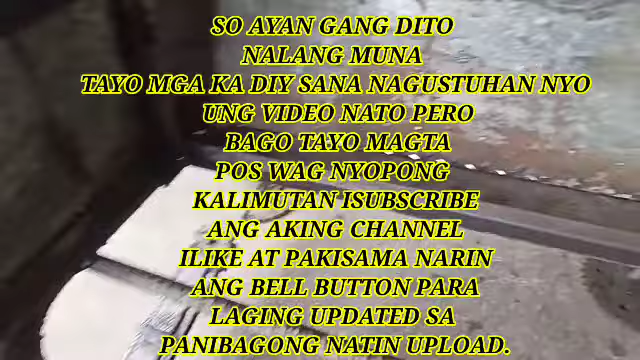 SO AYAN GANG DITO
NALANG MUNA
TAYO MGA KA DIY SANA NAGUSTUHAN NYO
UNG VIDEO NATO PERO
BAGO TAYO MAGTA
POS WAG NYOPONG
KALIMUTAN ISUBSCRIBE
ANG AKING CHANNEL
ILIKE AT PAKISAMA NARIN
ANG BELL BUTTON PARA
LAGING UPDATED SA
PANIBAGONG NATIN UPLOAD.